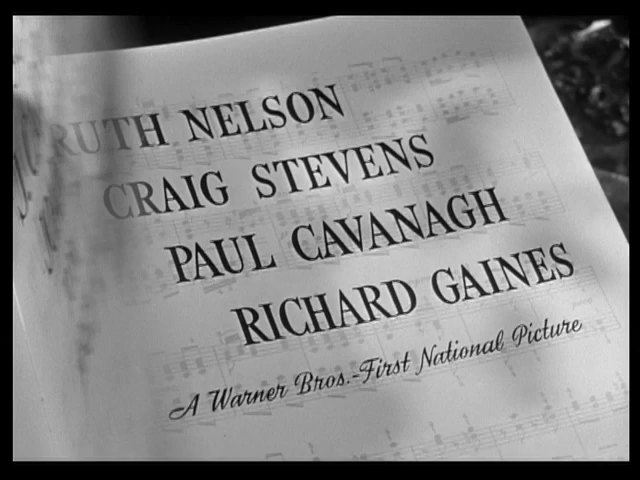 RUTH NELSON
CRAIG STEVENS
PAUL CAVANAGH
RICHARD GAINES
A Warner Bros.-First National Picture